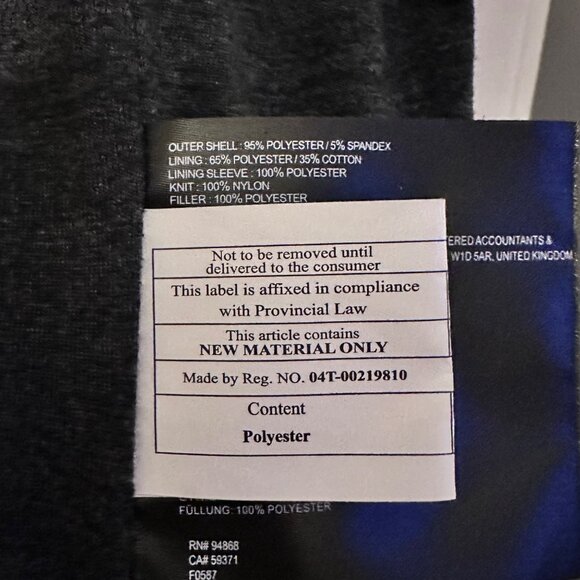 OUTER SHELL : 95% POLYESTER / 5% SPANDEX
LINING : 65% POLYESTER / 35% COTTON
LINING SLEEVE : 100% POLYESTER
KNIT : 100% NYLON
FILLER : 100% POLYESTER
ERED ACCOUNTANTS &
W1D 5AR, UNITED KINGDOM
Not to be removed until
delivered to the consumer
This label is affixed in compliance
with Provincial Law
This article contains
NEW MATERIAL ONLY
Made by Reg. NO. 04T-00219810
Content
Polyester
FÜLLUNG: 100% POLYESTER
RN# 94868
CA# 59371
F0587